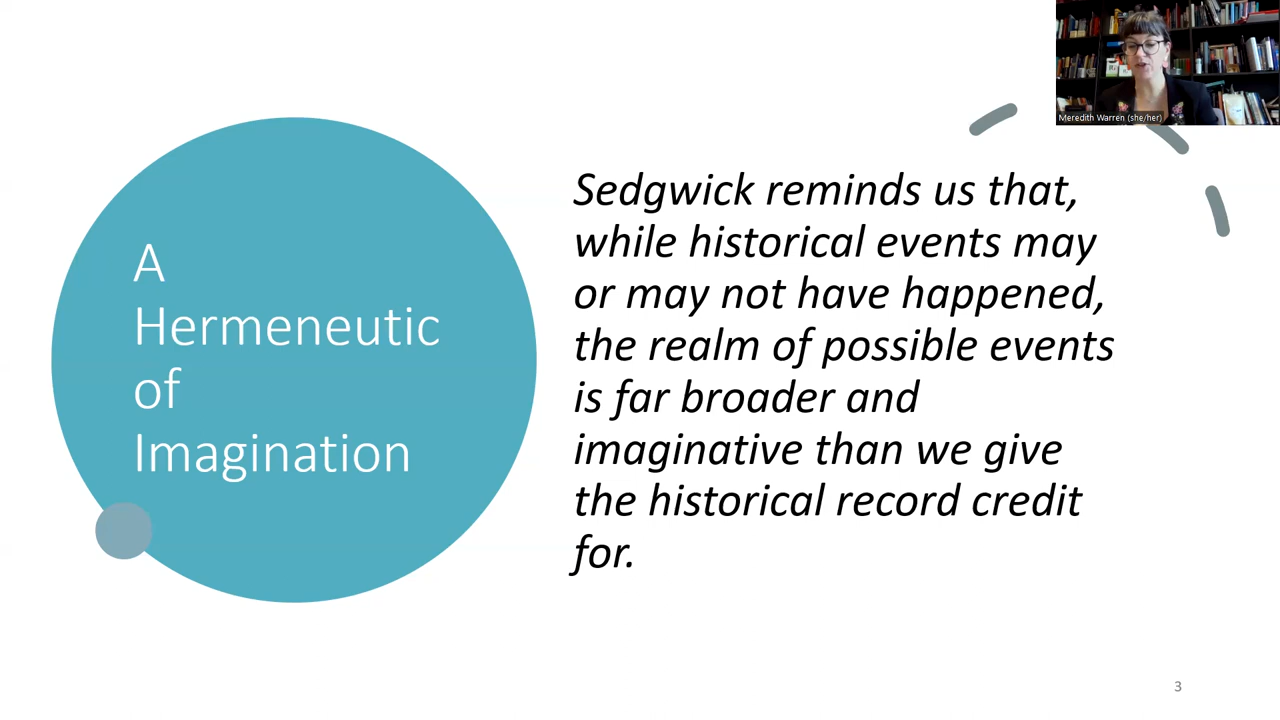 Meredith Warren (she/her)
A
Hermeneutic
of
Imagination
Sedgwick reminds us that,
while historical events may
or may not have happened,
the realm of possible events
is far broader and
imaginative than we give
the historical record credit
for.
3